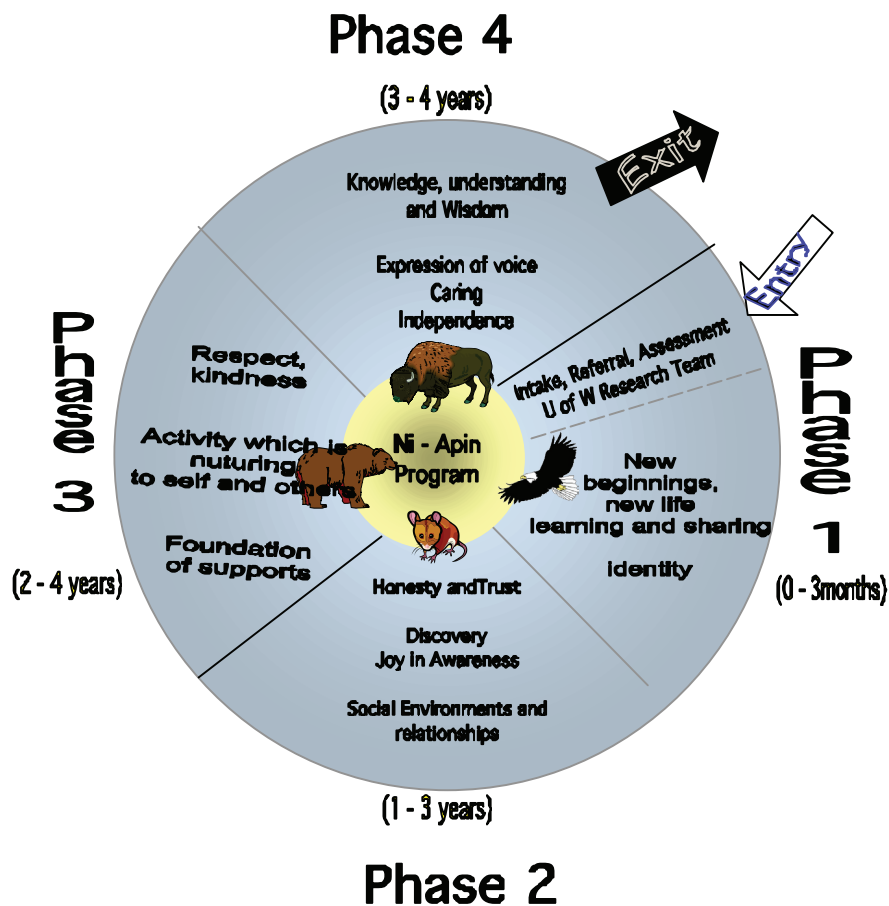 Phase 4
(3 - 4 years)
Exit
Knowledge, understanding
and Wisdom
Expression of voice
Caring
Independence
Entry
Intake, Referral, Assessment
U of W Research Team
Phase 1
New
beginnings,
new life
learning and sharing
identity
(0 - 3months)
Ni - Apin
Program
Phase 3
Respect,
kindness
Activity which is
nuturing
to self and others
Foundation
of supports
(2 - 4 years)
Honesty andTrust
Discovery
Joy in Awareness
Social Environments and
relationships
(1 - 3 years)
Phase 2